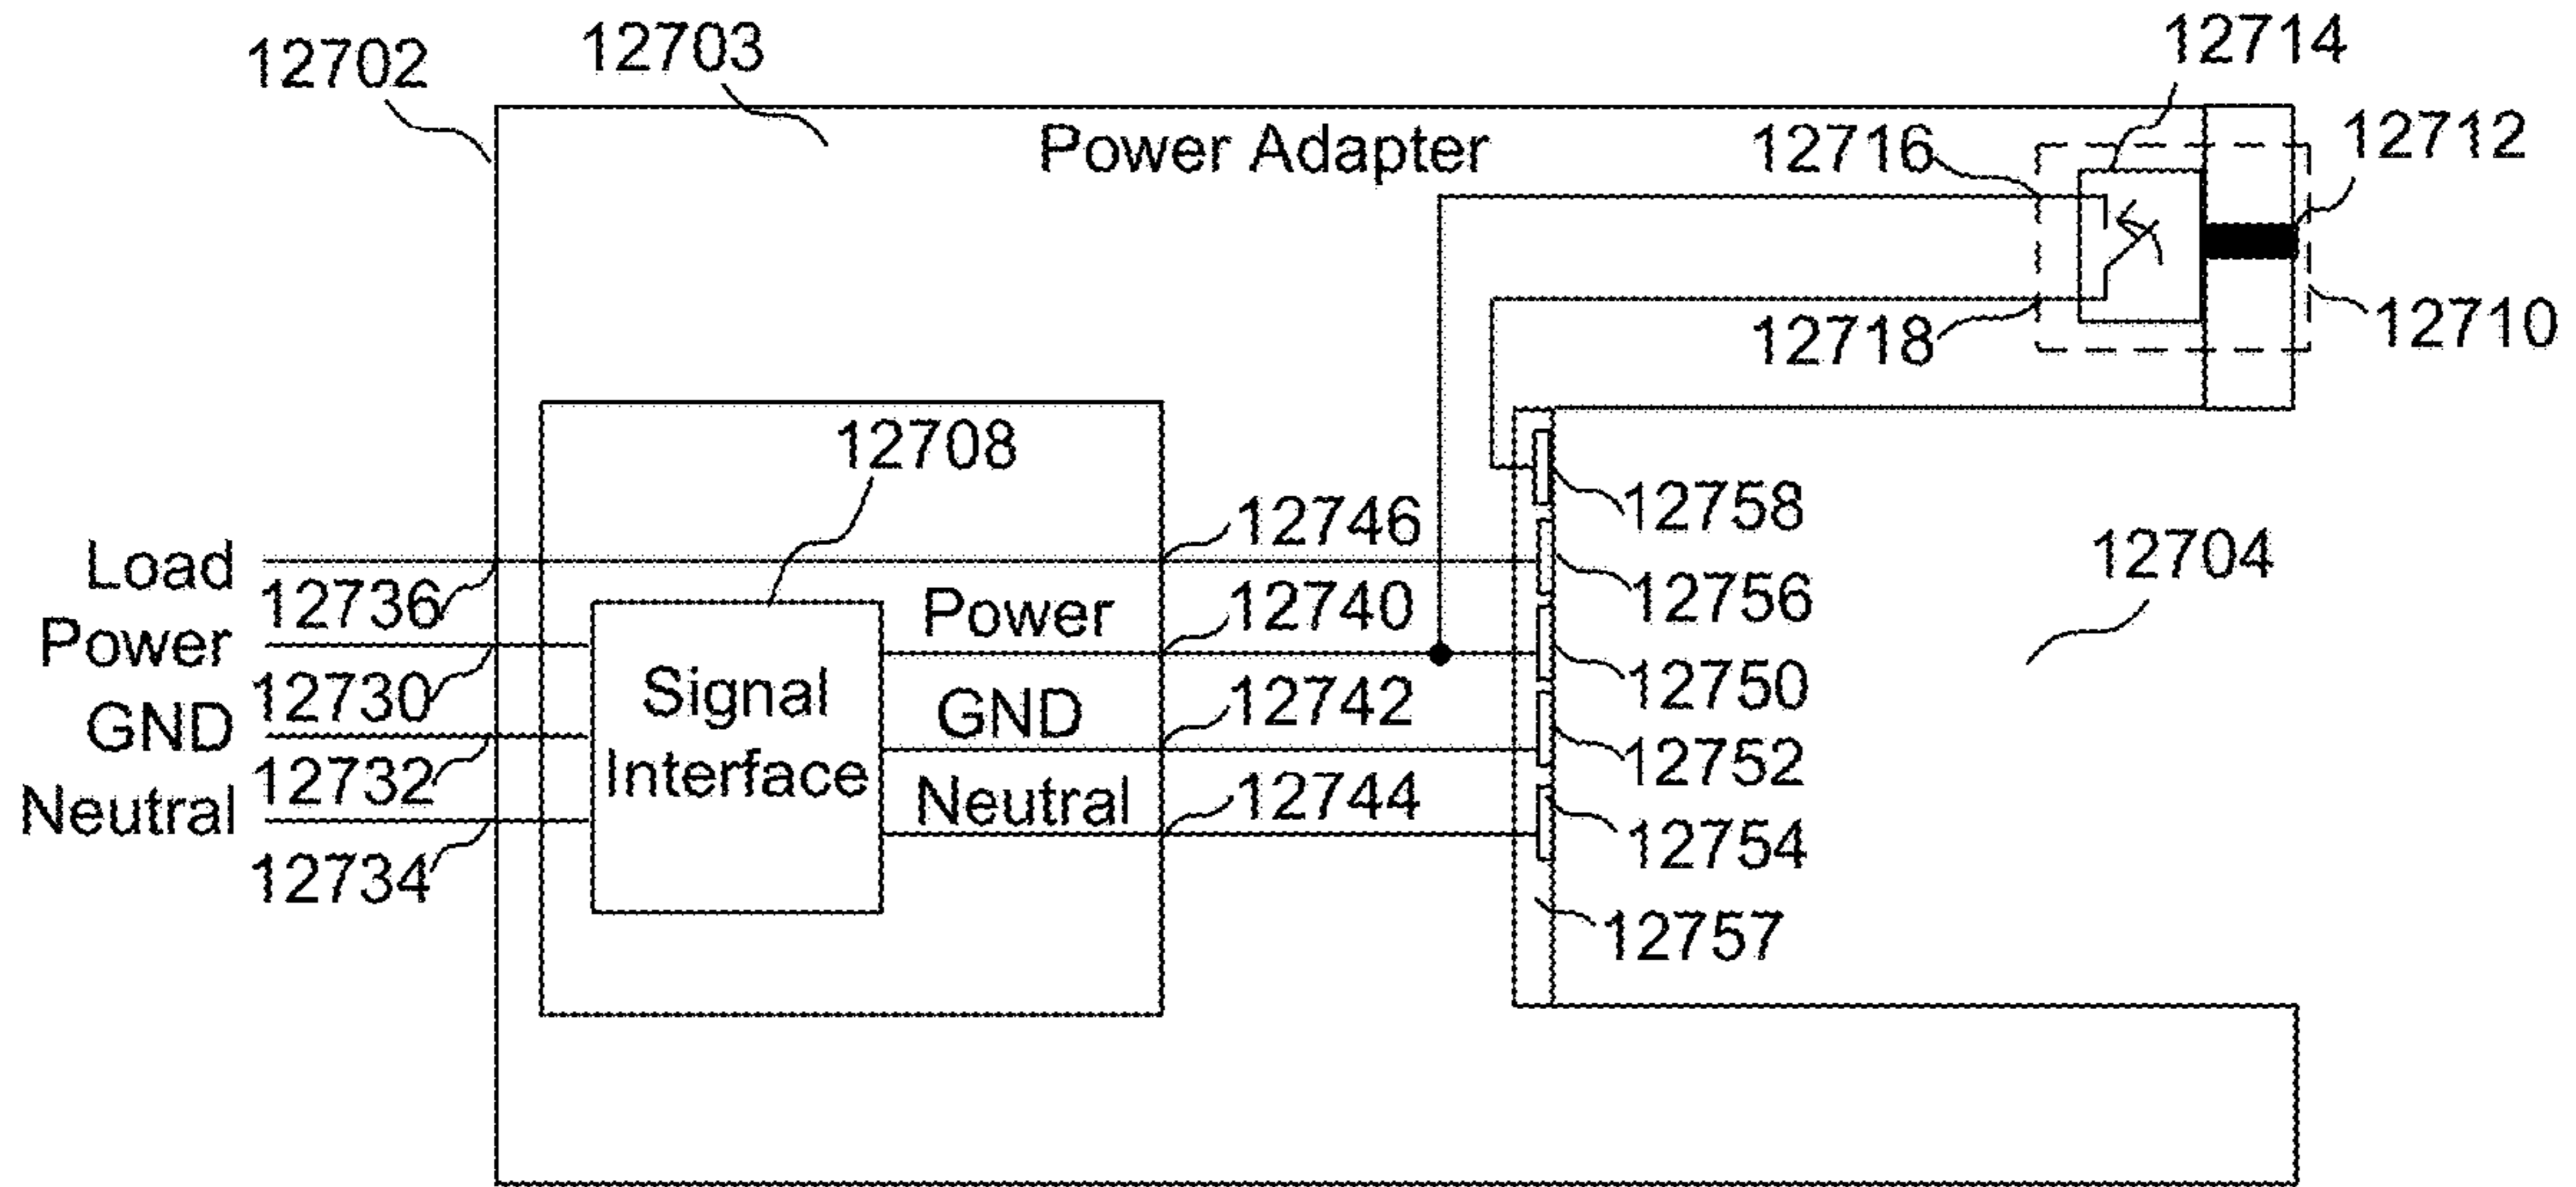 12702
12703
12714
Power Adapter
12716
12712
12718
12710
12708
12758
Load
12746
12756
12704
12736
Power
12740
Power
12750
12730
Signal
Interface
GND
12742
GND
12752
12732
Neutral
12744
Neutral
12754
12734
12757